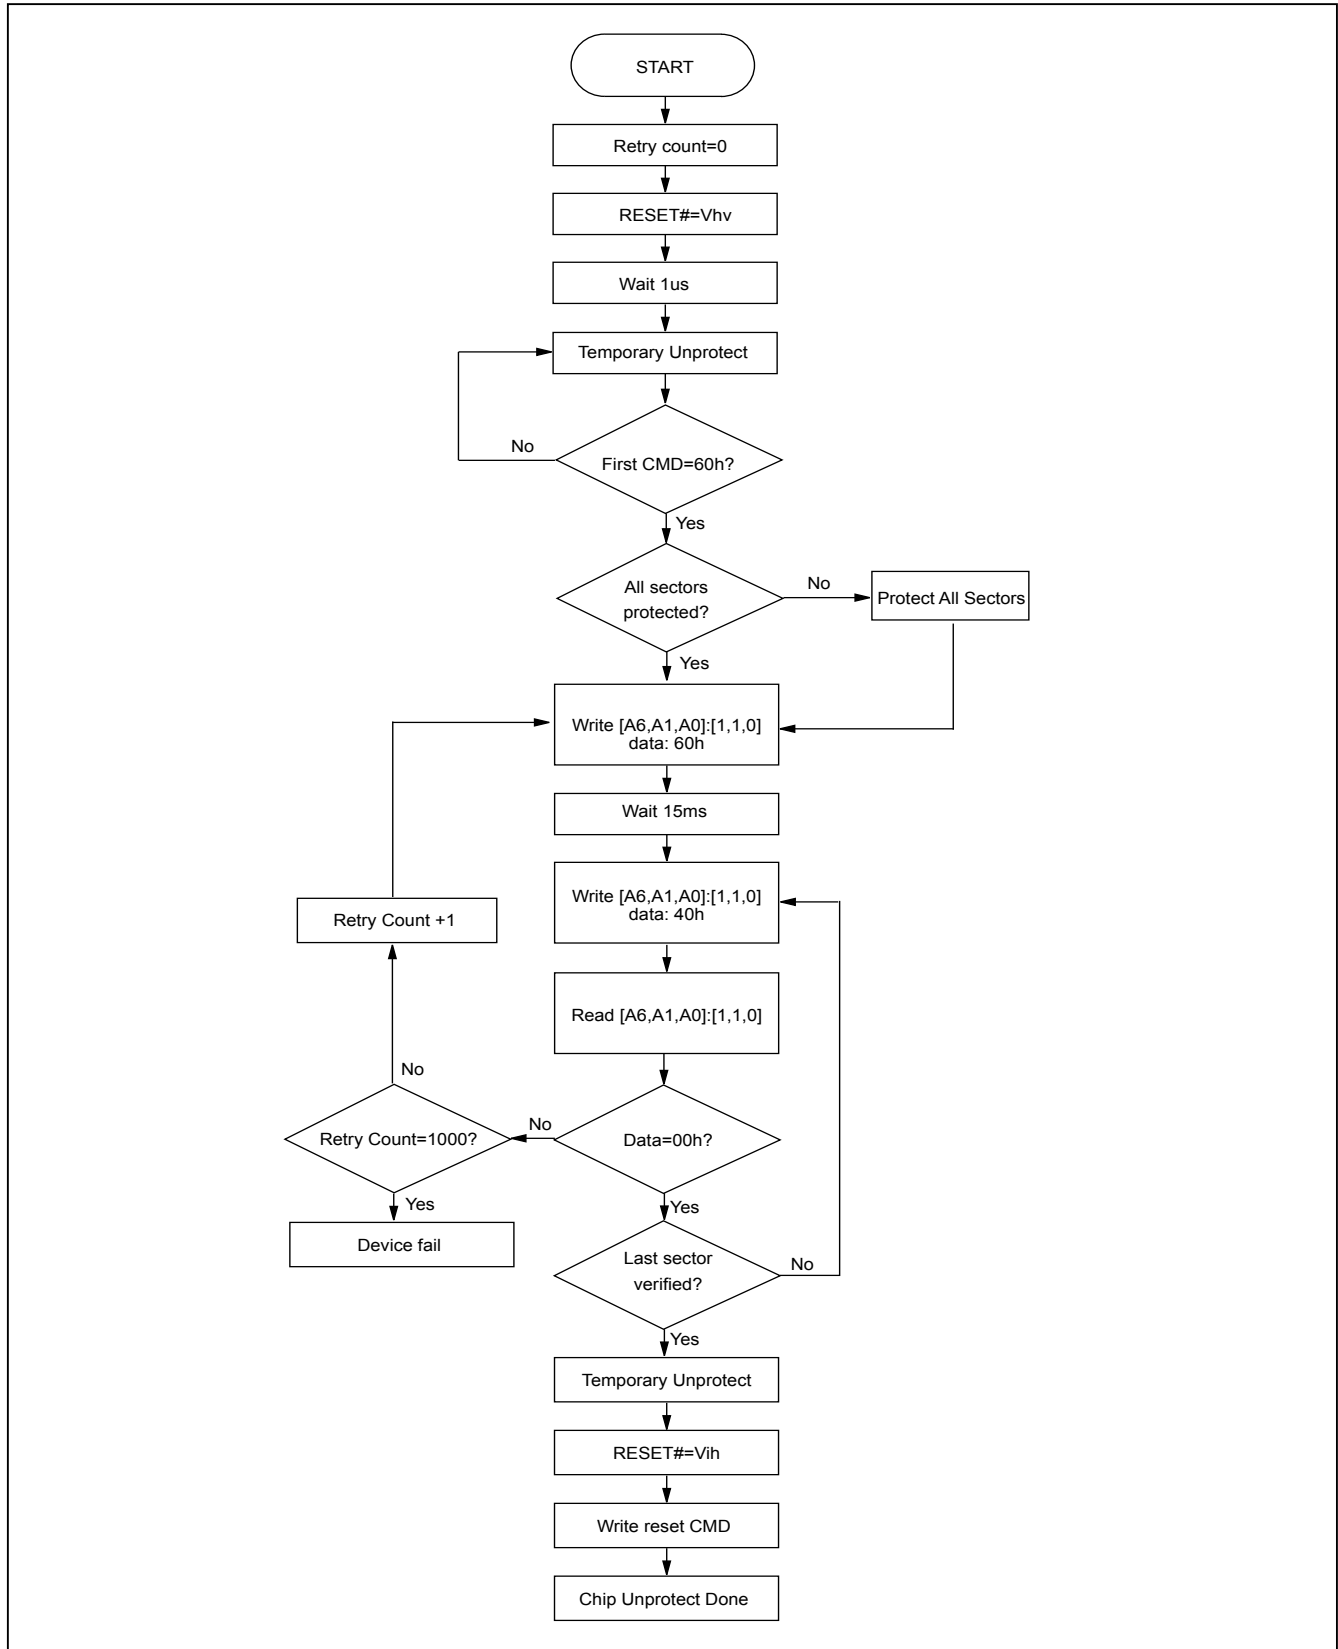 START
Retry count=0
RESET#=Vhv
Wait 1us
Temporary Unprotect
No
First CMD=60h?
Yes
All sectors
protected?
No
Protect All Sectors
Yes
Write [A6,A1,A0]:[1,1,0]
data: 60h
Wait 15ms
Write [A6,A1,A0]:[1,1,0]
data: 40h
Retry Count +1
Read [A6,A1,A0]:[1,1,0]
No
Retry Count=1000?
No
Data=00h?
Yes
Yes
Device fail
Last sector
verified?
No
Yes
Temporary Unprotect
RESET#=Vih
Write reset CMD
Chip Unprotect Done